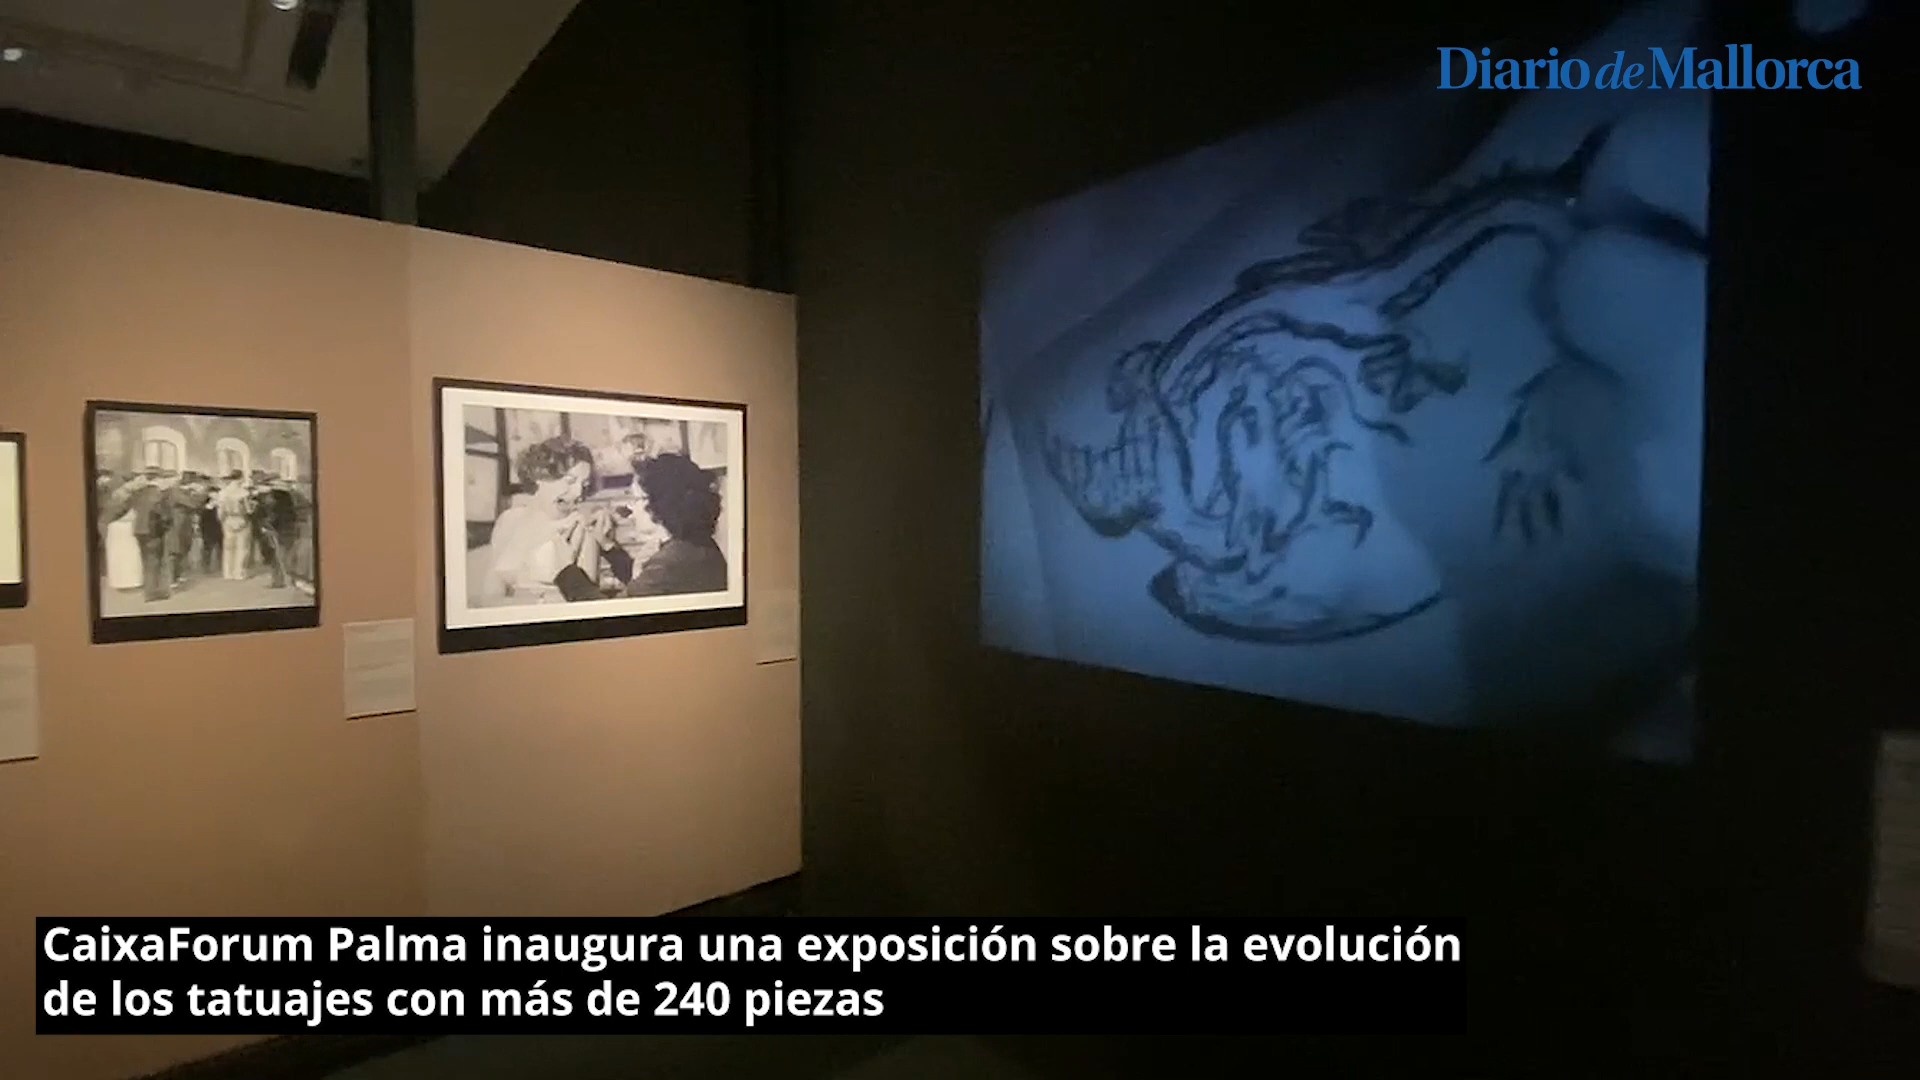 Diario de Mallorca
CaixaForum Palma inaugura una exposición sobre la evolución
de los tatuajes con más de 240 piezas